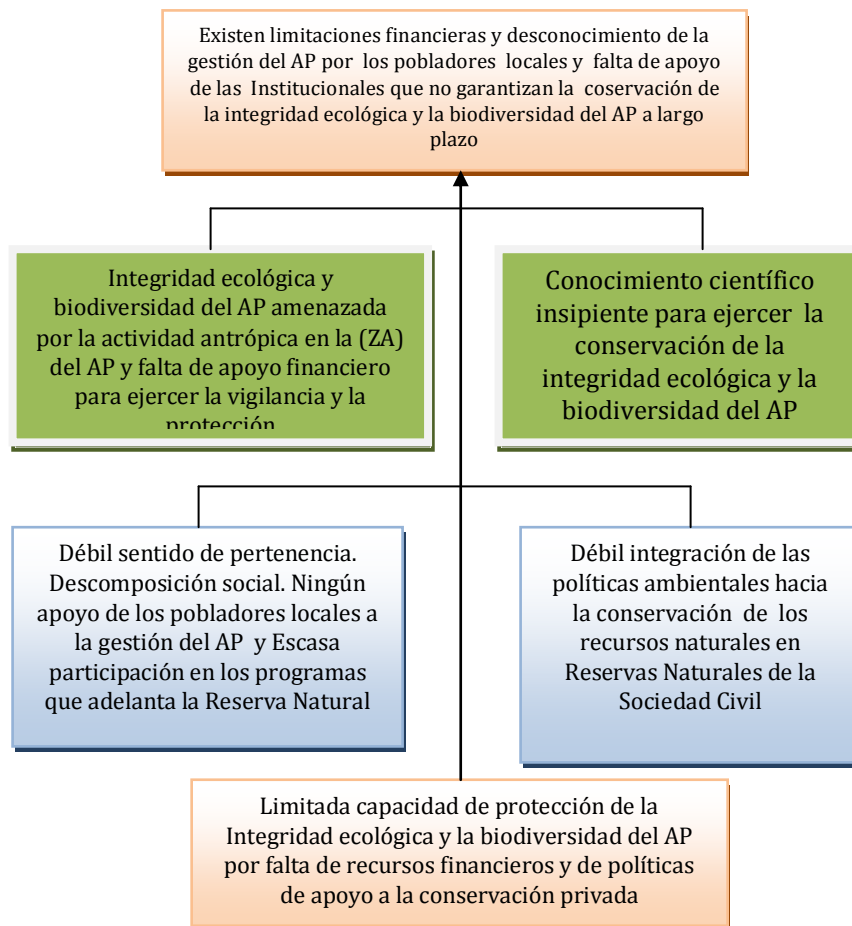 Existen limitaciones financieras y desconocimiento de la
gestión del AP por los pobladores locales y falta de apoyo
de las Institucionales que no garantizan la coservación de
la integridad ecológica y la biodiversidad del AP a largo
plazo
Integridad ecológica y
biodiversidad del AP amenazada
por la actividad antrópica en la (ZA)
del AP y falta de apoyo financiero
para ejercer la vigilancia y la
protección
Conocimiento científico
insipiente para ejercer la
conservación de la
integridad ecológica y la
biodiversidad del AP
Débil sentido de pertenencia.
Descomposición social. Ningún
apoyo de los pobladores locales a
la gestión del AP y Escasa
participación en los programas
que adelanta la Reserva Natural
Débil integración de las
políticas ambientales hacia
la conservación de los
recursos naturales en
Reservas Naturales de la
Sociedad Civil
Limitada capacidad de protección de la
Integridad ecológica y la biodiversidad del AP
por falta de recursos financieros y de políticas
de apoyo a la conservación privada